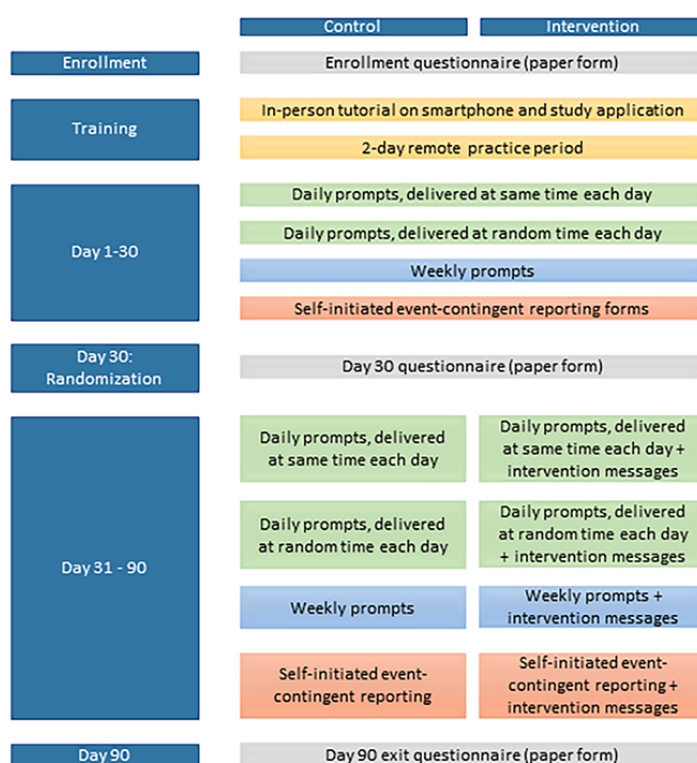 Control
Intervention
Enrollment
Enrollment questionnaire (paper form)
Training
In-person tutorial on smartphone and study application
2-day remote practice period
Day 1-30
Daily prompts, delivered at same time each day
Daily prompts, delivered at random time each day
Weekly prompts
Self-initiated event-contingent reporting forms
Day 30:
Randomization
Day 30 questionnaire (paper form)
Day 31 - 90
Daily prompts, delivered
at same time each day
Daily prompts, delivered
at same time each day +
intervention messages
Daily prompts, delivered
at random time each day
Daily prompts, delivered
at random time each day
+ intervention messages
Weekly prompts
Weekly prompts +
intervention messages
Self-initiated event-
contingent reporting
Self-initiated event-
contingent reporting +
intervention messages
Day 90
Day 90 exit questionnaire (paper form)